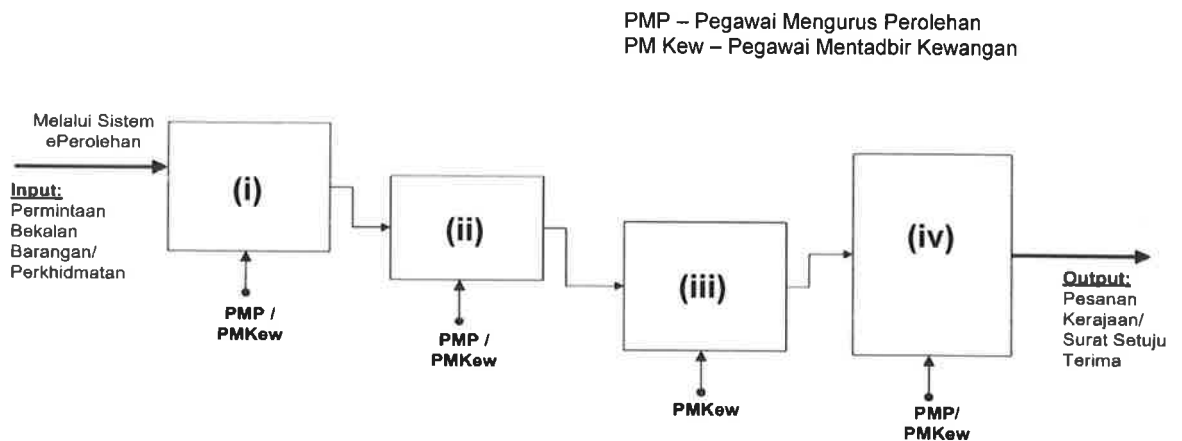 PMP – Pegawai Mengurus Perolehan
PM Kew – Pegawai Mentadbir Kewangan
Melalui Sistem
ePerolehan
Input:
Permintaan
Bekalan
Barangan/
Perkhidmatan
(i)
PMP /
PMKew
(ii)
PMP /
PMKew
(iii)
PMKew
(iv)
PMP/
PMKew
Output:
Pesanan
Kerajaan/
Surat Setuju
Terima